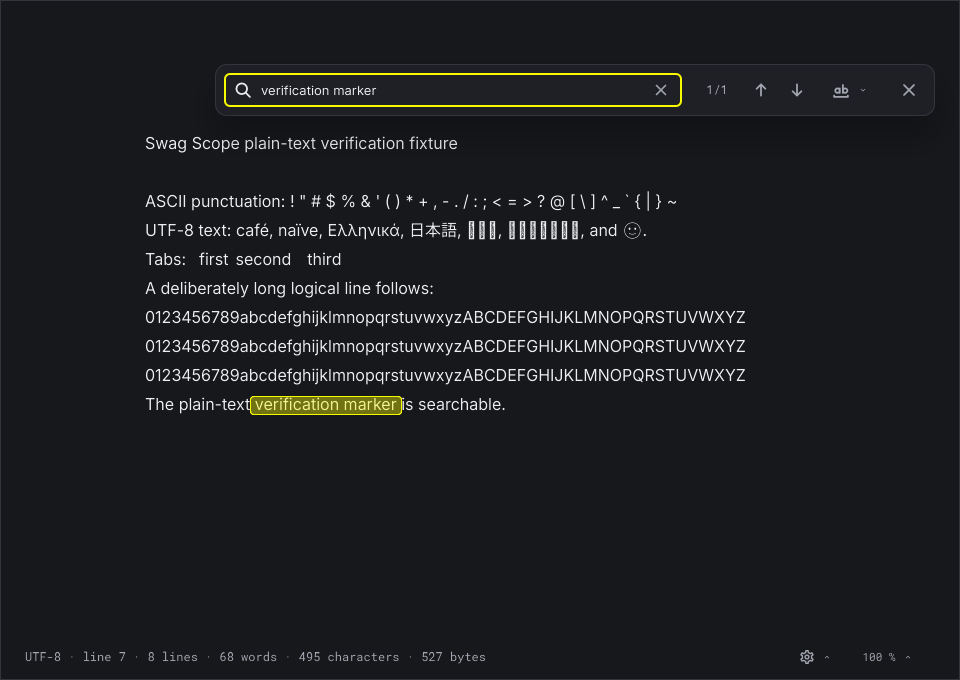 verification marker
1/1
ab
Swag Scope plain-text verification fixture
ASCII punctuation: ! " # $ % & ' ( ) * + , - . / : ; < = > ? @ [ \ ] ^ _ ` { | } ~
UTF-8 text: café, naïve, Ελληνικά, 日本語, and 🙂.
Tabs: first second third
A deliberately long logical line follows:
0123456789abcdefghijklmnopqrstuvwxyzABCDEFGHIJKLMNOPQRSTUVWXYZ
0123456789abcdefghijklmnopqrstuvwxyzABCDEFGHIJKLMNOPQRSTUVWXYZ
0123456789abcdefghijklmnopqrstuvwxyzABCDEFGHIJKLMNOPQRSTUVWXYZ
The plain-text verification marker is searchable.
UTF-8 · line 7 · 8 lines · 68 words · 495 characters · 527 bytes
100 %